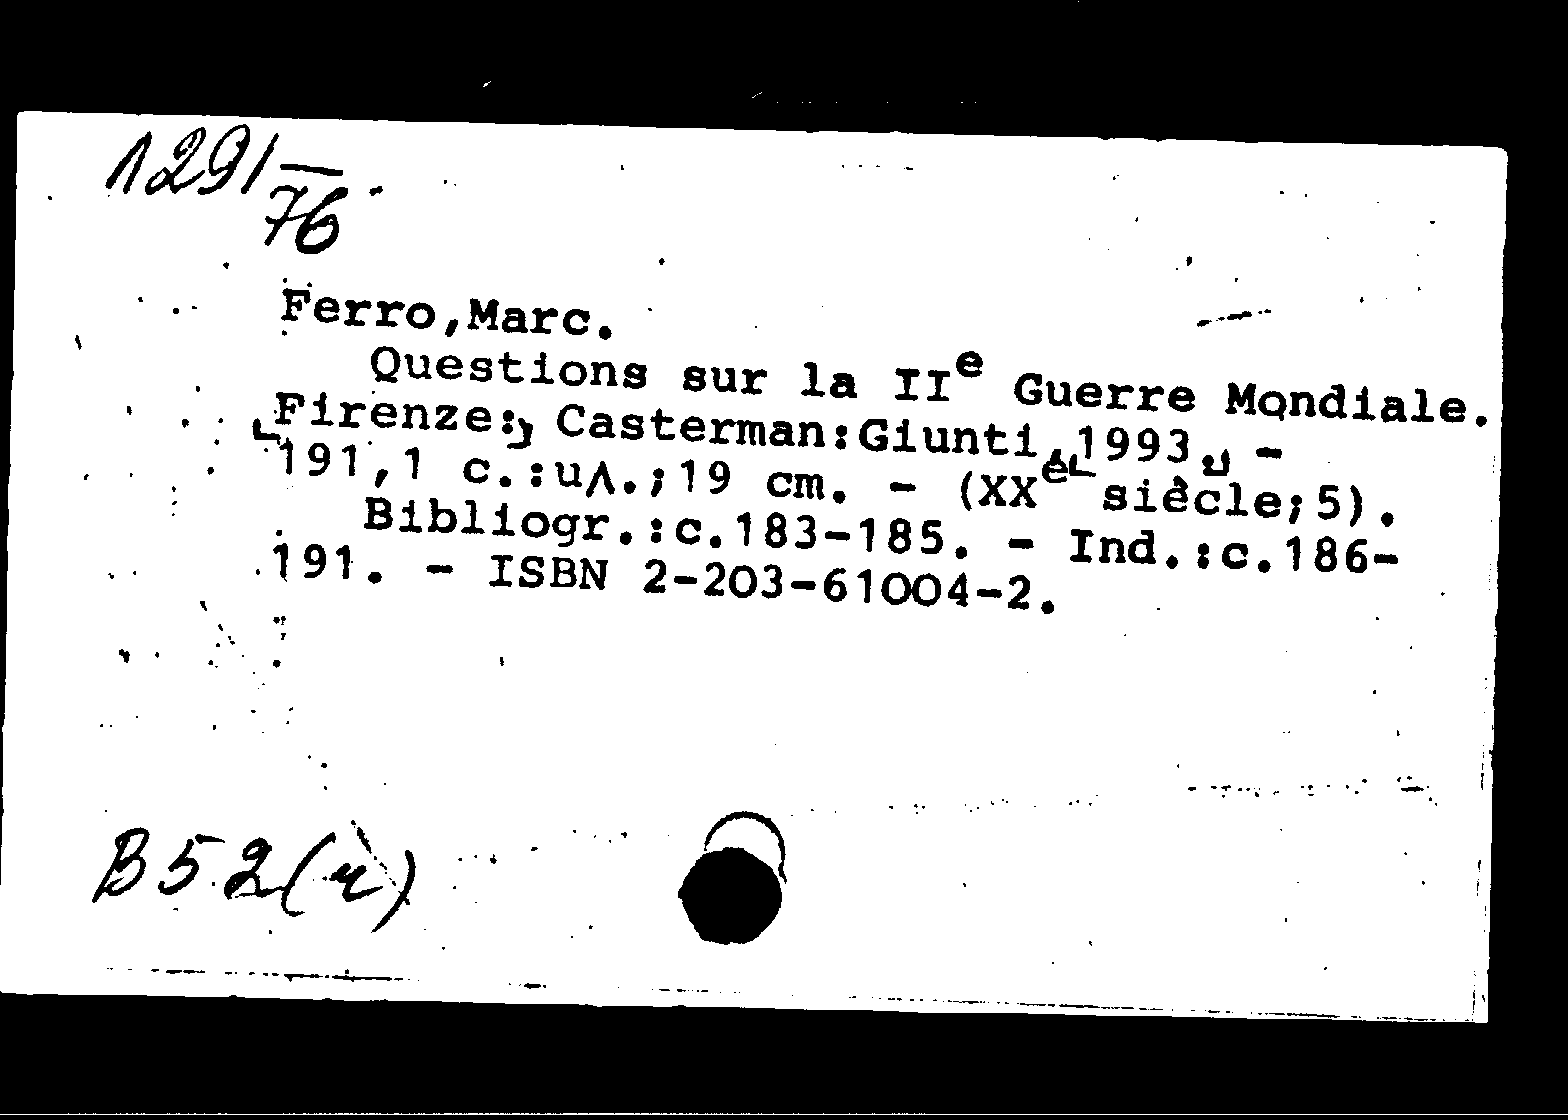 1291/76
Ferro,Marc.
Questions sur la IIe Guerre Mondiale.
[Firenze:] Casterman:Giunti, [1993.] -
191,1 c.:ил.;19 cm. - (XXe siècle;5).
Bibliogr.:c.183-185. - Ind.:c.186-
191. - ISBN 2-203-61004-2.
B52(4)